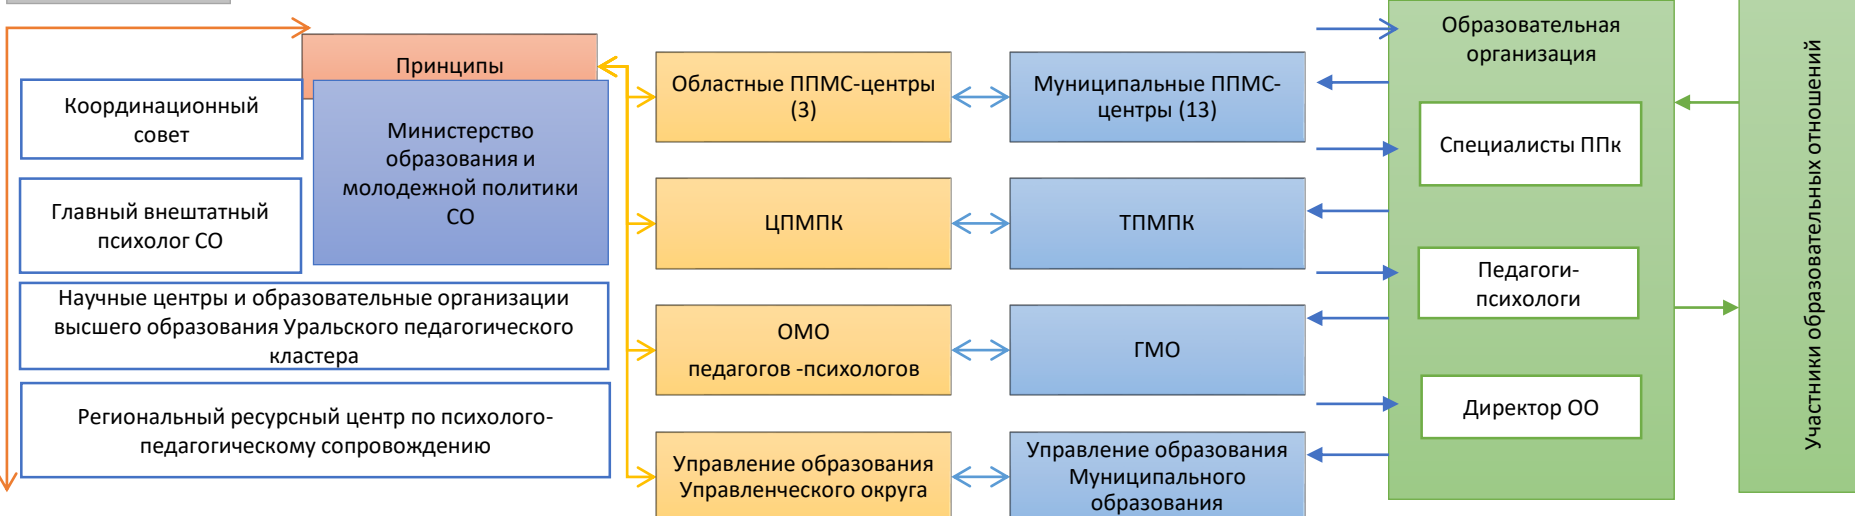 Принципы
Координационный
совет
Министерство
образования и
молодежной политики
СО
Главный внештатный
психолог СО
Научные центры и образовательные организации
высшего образования Уральского педагогического
кластера
Региональный ресурсный центр по психолого-
педагогическому сопровождению
Областные ППМС-центры
(3)
ЦПМПК
ОМО
педагогов -психологов
Управление образования
Управленческого округа
Муниципальные ППМС-
центры (13)
ТПМПК
ГМО
Управление образования
Муниципального
образования
Образовательная
организация
Специалисты ППк
Педагоги-
психологи
Директор ОО
Участники образовательных отношений